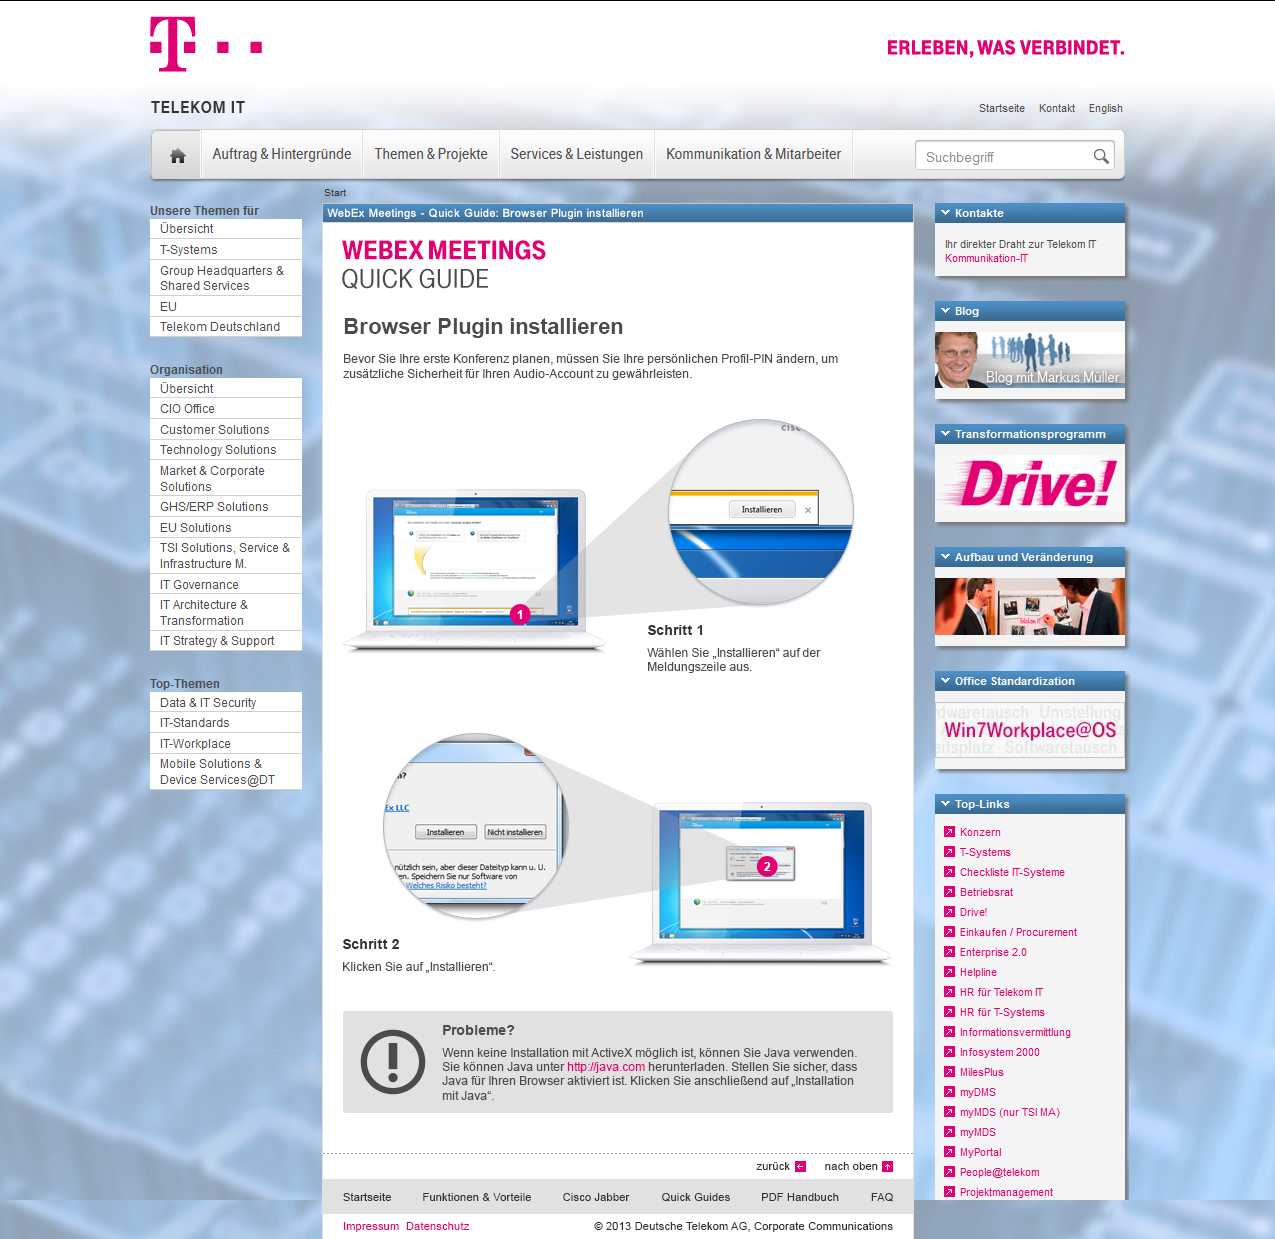 T
ERLEBEN, WAS VERBINDET.
TELEKOM IT
Startseite Kontakt English
Auftrag & Hintergründe Themen & Projekte Services & Leistungen Kommunikation & Mitarbeiter Suchbegriff
Start
Unsere Themen für
Übersicht
T-Systems
Group Headquarters &
Shared Services
EU
Telekom Deutschland
Organisation
Übersicht
CIO Office
Customer Solutions
Technology Solutions
Market & Corporate
Solutions
GHS/ERP Solutions
EU Solutions
TSI Solutions, Service &
Infrastructure M.
IT Governance
IT Architecture &
Transformation
IT Strategy & Support
Top-Themen
Data & IT Security
IT-Standards
IT-Workplace
Mobile Solutions &
Device Services@DT
WebEx Meetings - Quick Guide: Browser Plugin installieren
WEBEX MEETINGS
QUICK GUIDE
Browser Plugin installieren
Bevor Sie Ihre erste Konferenz planen, müssen Sie Ihre persönlichen Profil-PIN ändern, um
zusätzliche Sicherheit für Ihren Audio-Account zu gewährleisten.
Installieren
1
Schritt 1
Wählen Sie „Installieren“ auf der
Meldungszeile aus.
Ex LLC
Installieren Nicht installieren
nützlich sein, aber dieser Dateityp kann u. U.
en. Speichern Sie nur Software von
Welches Risiko besteht?
2
Schritt 2
Klicken Sie auf „Installieren“.
Probleme?
Wenn keine Installation mit ActiveX möglich ist, können Sie Java verwenden.
Sie können Java unter http://java.com herunterladen. Stellen Sie sicher, dass
Java für Ihren Browser aktiviert ist. Klicken Sie anschließend auf „Installation
mit Java“.
zurück nach oben
Startseite Funktionen & Vorteile Cisco Jabber Quick Guides PDF Handbuch FAQ
Impressum Datenschutz © 2013 Deutsche Telekom AG, Corporate Communications
Kontakte
Ihr direkter Draht zur Telekom IT
Kommunikation-IT
Blog
Blog mit Markus Müller
Transformationsprogramm
Drive!
Aufbau und Veränderung
Telekom IT
Office Standardization
dwaretausch Umstellung
Win7Workplace@OS
eitsplatz Softwaretausch
Top-Links
Konzern
T-Systems
Checkliste IT-Systeme
Betriebsrat
Drive!
Einkaufen / Procurement
Enterprise 2.0
Helpline
HR für Telekom IT
HR für T-Systems
Informationsvermittlung
Infosystem 2000
MilesPlus
myDMS
myMDS (nur TSI MA)
myMDS
MyPortal
People@telekom
Projektmanagement